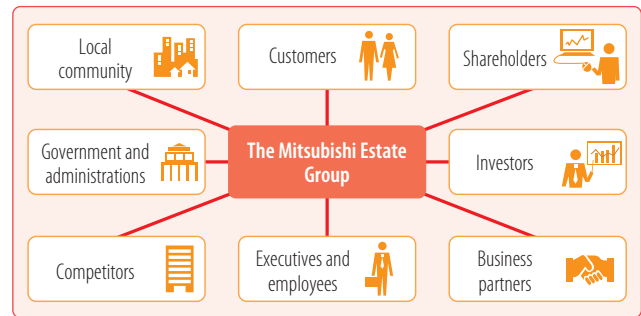 Local
community
Customers
Shareholders
Government and
administrations
The Mitsubishi Estate
Group
Investors
Competitors
Executives and
employees
Business
partners